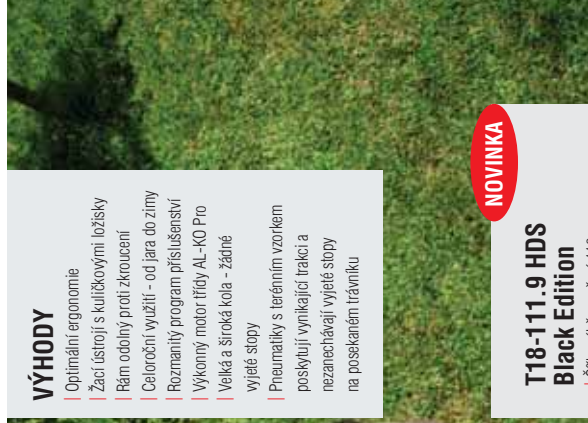 VÝHODY
| Optimální ergonomie
| Žací ústrojí s kuličkovými ložisky
| Rám odolný proti zkroucení
| Celoroční využití - od jara do zimy
| Rozmanitý program příslušenství
| Výkonný motor třídy AL-KO Pro
| Velká a široká kola - žádné
vyjeté stopy
| Pneumatiky s terénním vzorkem
poskytují vynikající trakci a
nezanechavají vyjeté stopy
na posekaném trávníku
NOVINKA
T18-111.9 HDS
Black Edition